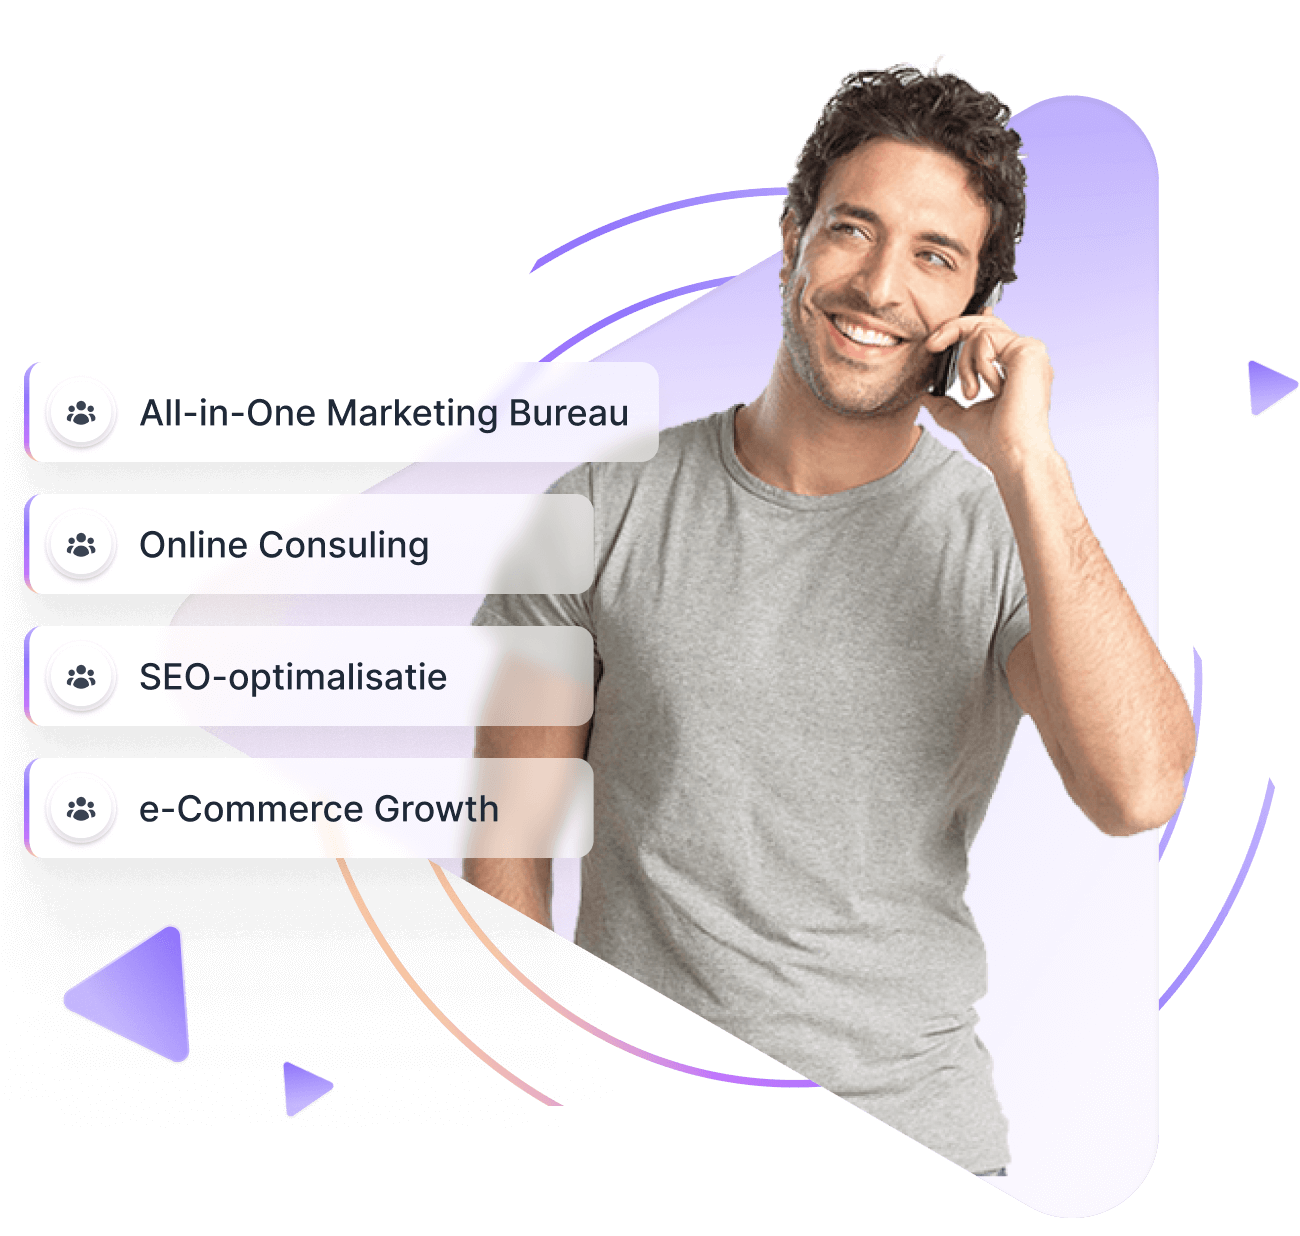 All-in-One Marketing Bureau
Online Consuling
SEO-optimalisatie
e-Commerce Growth